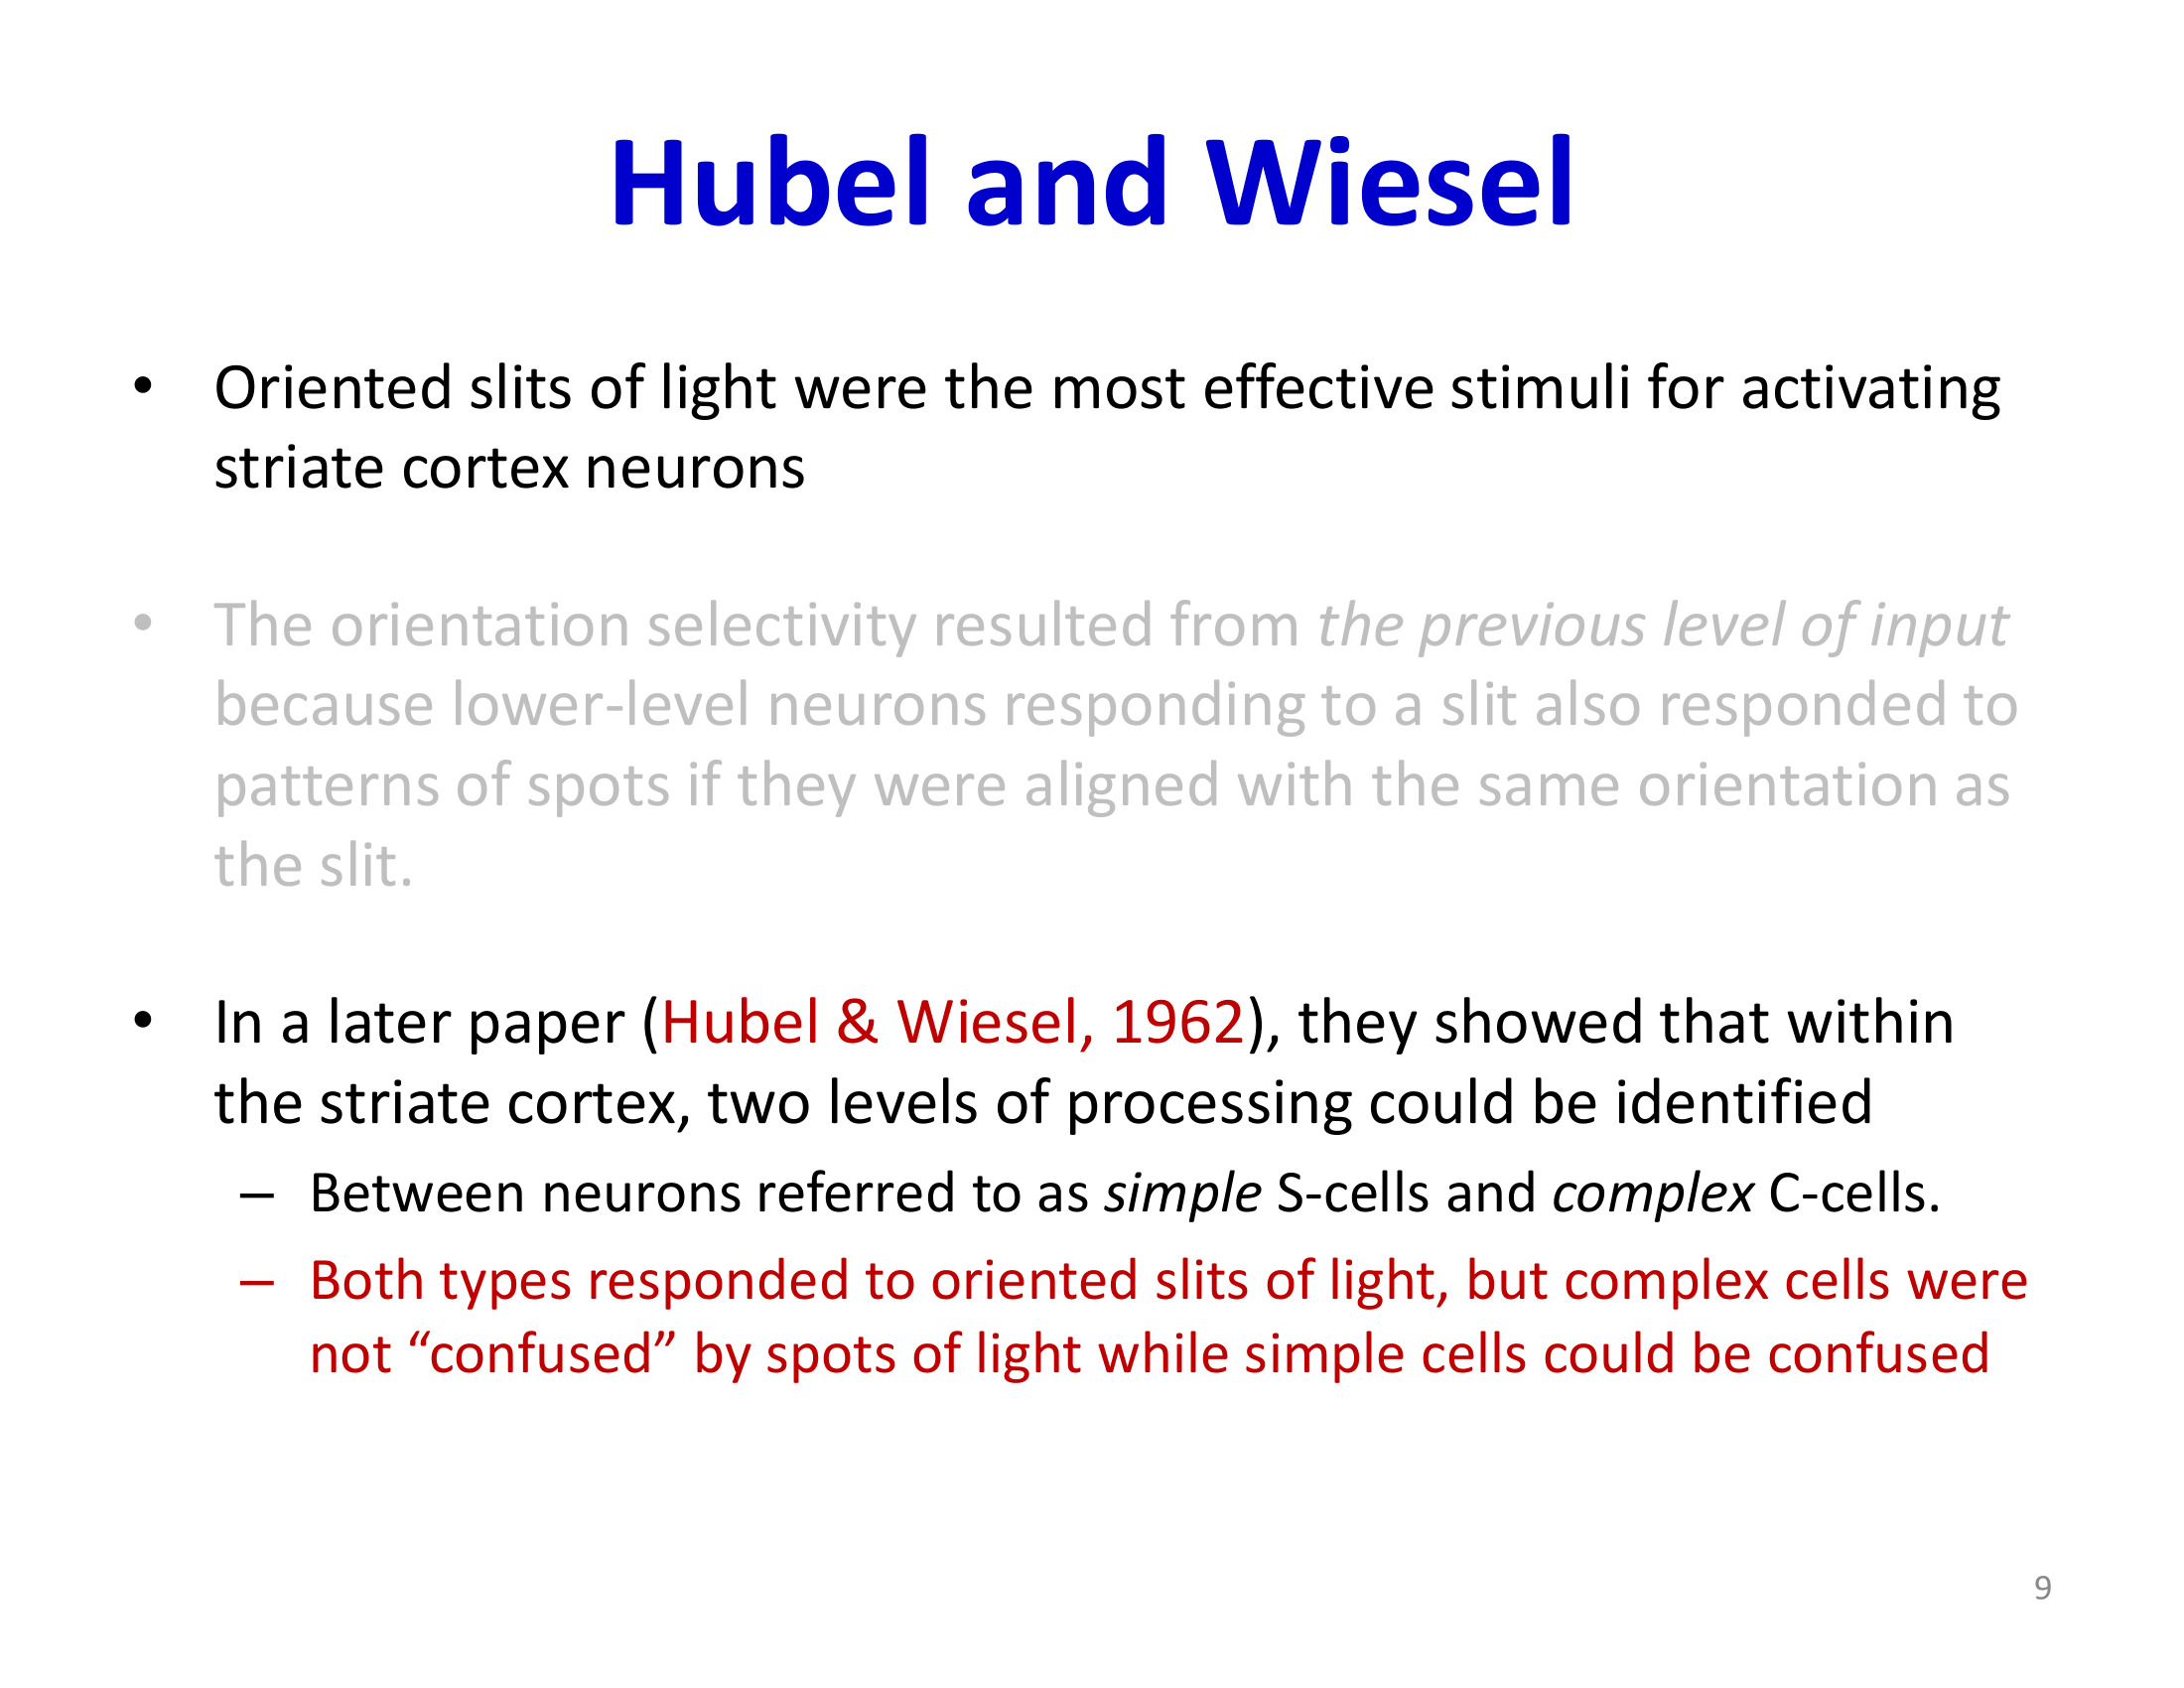 Hubel and Wiesel
• Oriented slits of light were the most effective stimuli for activating
striate cortex neurons
• The orientation selectivity resulted from the previous level of input
because lower-level neurons responding to a slit also responded to
patterns of spots if they were aligned with the same orientation as
the slit.
• In a later paper (Hubel & Wiesel, 1962), they showed that within
the striate cortex, two levels of processing could be identified
– Between neurons referred to as simple S-cells and complex C-cells.
– Both types responded to oriented slits of light, but complex cells were
not “confused” by spots of light while simple cells could be confused
9